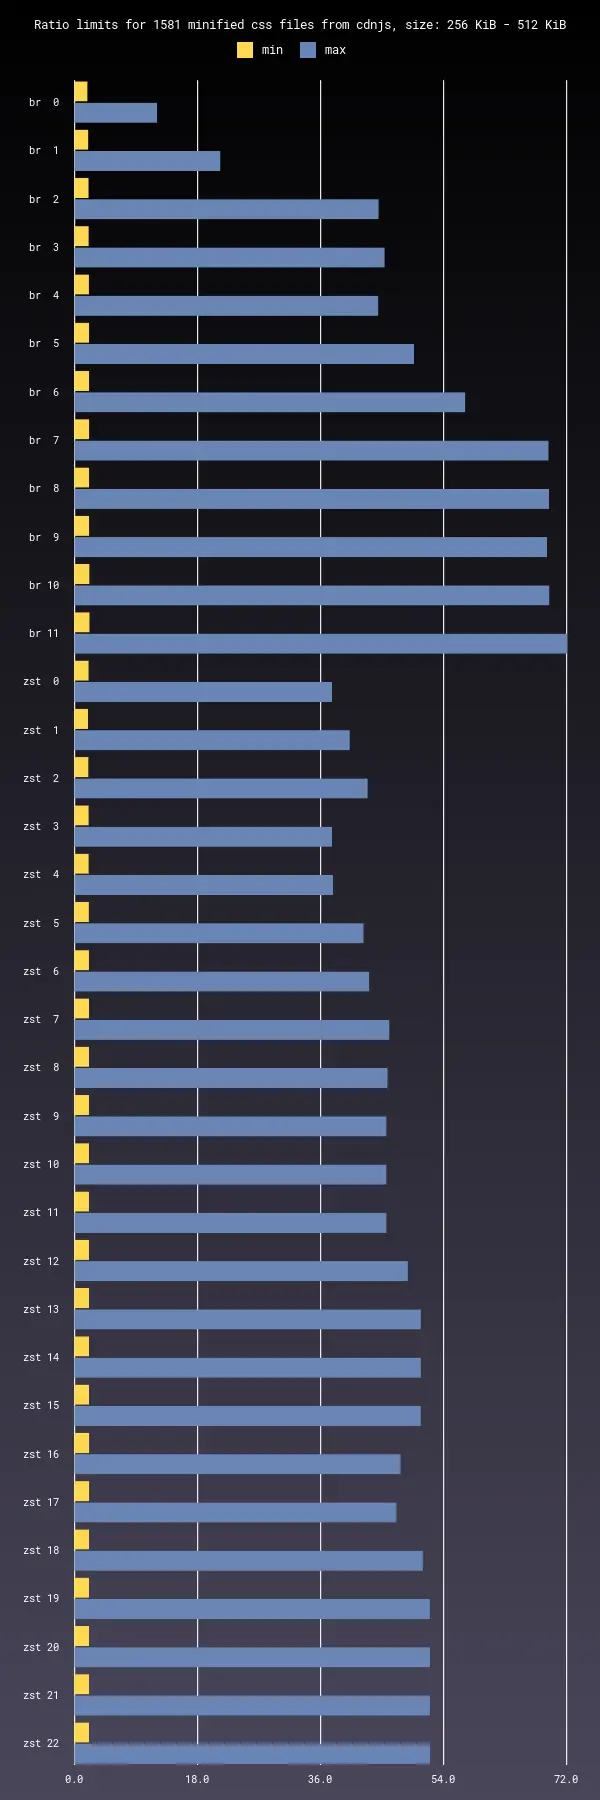 Ratio limits for 1581 minified css files from cdnjs, size: 256 KiB - 512 KiB
min max
br 0
br 1
br 2
br 3
br 4
br 5
br 6
br 7
br 8
br 9
br 10
br 11
zst 0
zst 1
zst 2
zst 3
zst 4
zst 5
zst 6
zst 7
zst 8
zst 9
zst 10
zst 11
zst 12
zst 13
zst 14
zst 15
zst 16
zst 17
zst 18
zst 19
zst 20
zst 21
zst 22
0.0 18.0 36.0 54.0 72.0